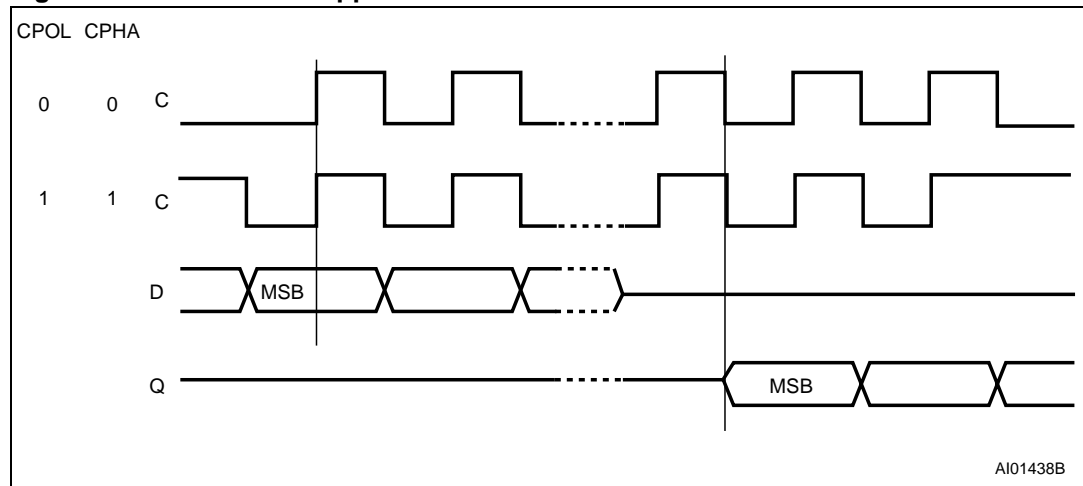 CPOL CPHA
0 0 C
1 1 C
D MSB
Q MSB
AI01438B